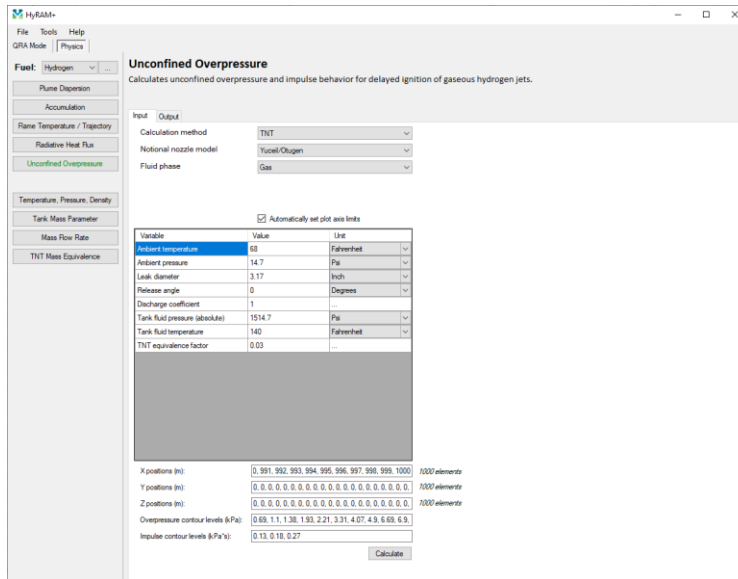 HyRAM+
File Tools Help
QRA Mode Physics
Fuel: Hydrogen ...
Plume Dispersion
Accumulation
Flame Temperature / Trajectory
Radiative Heat Flux
Unconfined Overpressure
Temperature, Pressure, Density
Tank Mass Parameter
Mass Flow Rate
TNT Mass Equivalence
Unconfined Overpressure
Calculates unconfined overpressure and impulse behavior for delayed ignition of gaseous hydrogen jets.
Input Output
Calculation method TNT
Notional nozzle model Yuceil/Otugen
Fluid phase Gas
Automatically set plot axis limits
Variable Value Unit
Ambient temperature 68 Fahrenheit
Ambient pressure 14.7 Psi
Leak diameter 3.17 Inch
Release angle 0 Degrees
Discharge coefficient 1 ...
Tank fluid pressure (absolute) 1514.7 Psi
Tank fluid temperature 140 Fahrenheit
TNT equivalence factor 0.03 ...
X positions (m): 0, 991, 992, 993, 994, 995, 996, 997, 998, 999, 1000 1000 elements
Y positions (m): 0, 0, 0, 0, 0, 0, 0, 0, 0, 0, 0, 0, 0, 0, 0, 0, 0, 0, 0, 0, 1000 elements
Z positions (m): 0, 0, 0, 0, 0, 0, 0, 0, 0, 0, 0, 0, 0, 0, 0, 0, 0, 0, 0, 0, 1000 elements
Overpressure contour levels (kPa): 0.69, 1.1, 1.38, 1.93, 2.21, 3.31, 4.07, 4.9, 6.69, 6.9,
Impulse contour levels (kPa*s): 0.13, 0.18, 0.27
Calculate